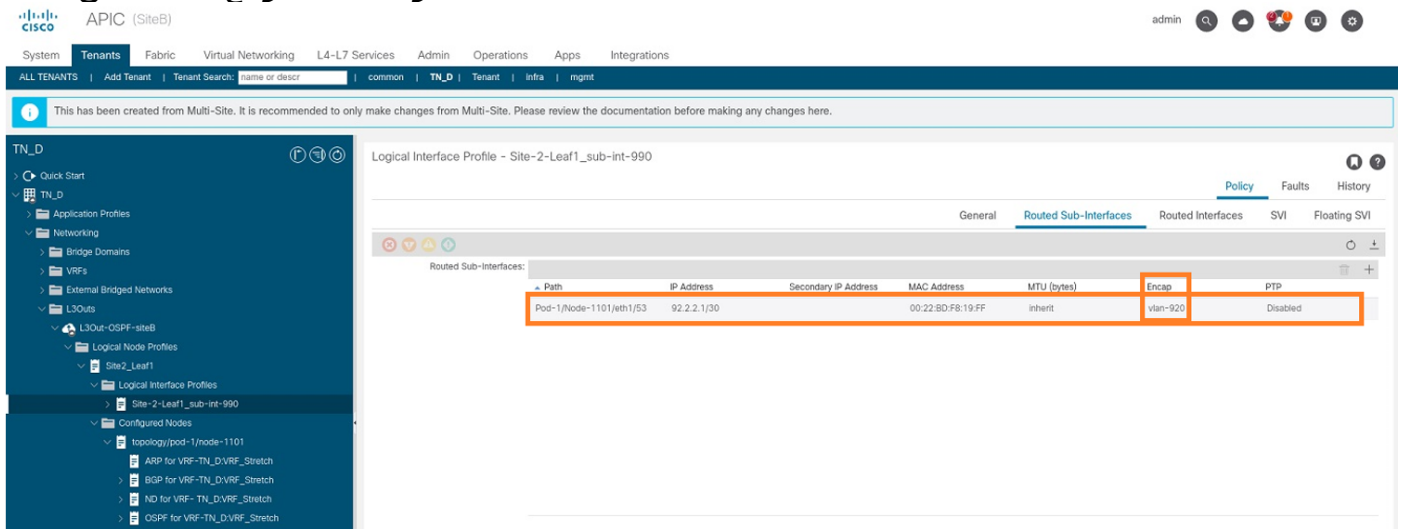 CISCO
APIC (SiteB)
admin
System Tenants Fabric Virtual Networking L4-L7 Services Admin Operations Apps Integrations
ALL TENANTS | Add Tenant | Tenant Search: name or descr | common | TN_D | Tenant | infra | mgmt
This has been created from Multi-Site. It is recommended to only make changes from Multi-Site. Please review the documentation before making any changes here.
TN_D
Quick Start
TN_D
Application Profiles
Networking
Bridge Domains
VRFs
External Bridged Networks
L3Outs
L3Out-OSPF-siteB
Logical Node Profiles
Site2_Leaf1
Logical Interface Profiles
Site-2-Leaf1_sub-int-990
Configured Nodes
topology/pod-1/node-1101
ARP for VRF-TN_D:VRF_Stretch
BGP for VRF-TN_D:VRF_Stretch
ND for VRF- TN_D:VRF_Stretch
OSPF for VRF-TN_D:VRF_Stretch
Logical Interface Profile - Site-2-Leaf1_sub-int-990
Policy Faults History
General Routed Sub-Interfaces Routed Interfaces SVI Floating SVI
Routed Sub-Interfaces:
Path IP Address Secondary IP Address MAC Address MTU (bytes) Encap PTP
Pod-1/Node-1101/eth1/53 92.2.2.1/30 00:22:BD:F8:19:FF inherit vlan-920 Disabled